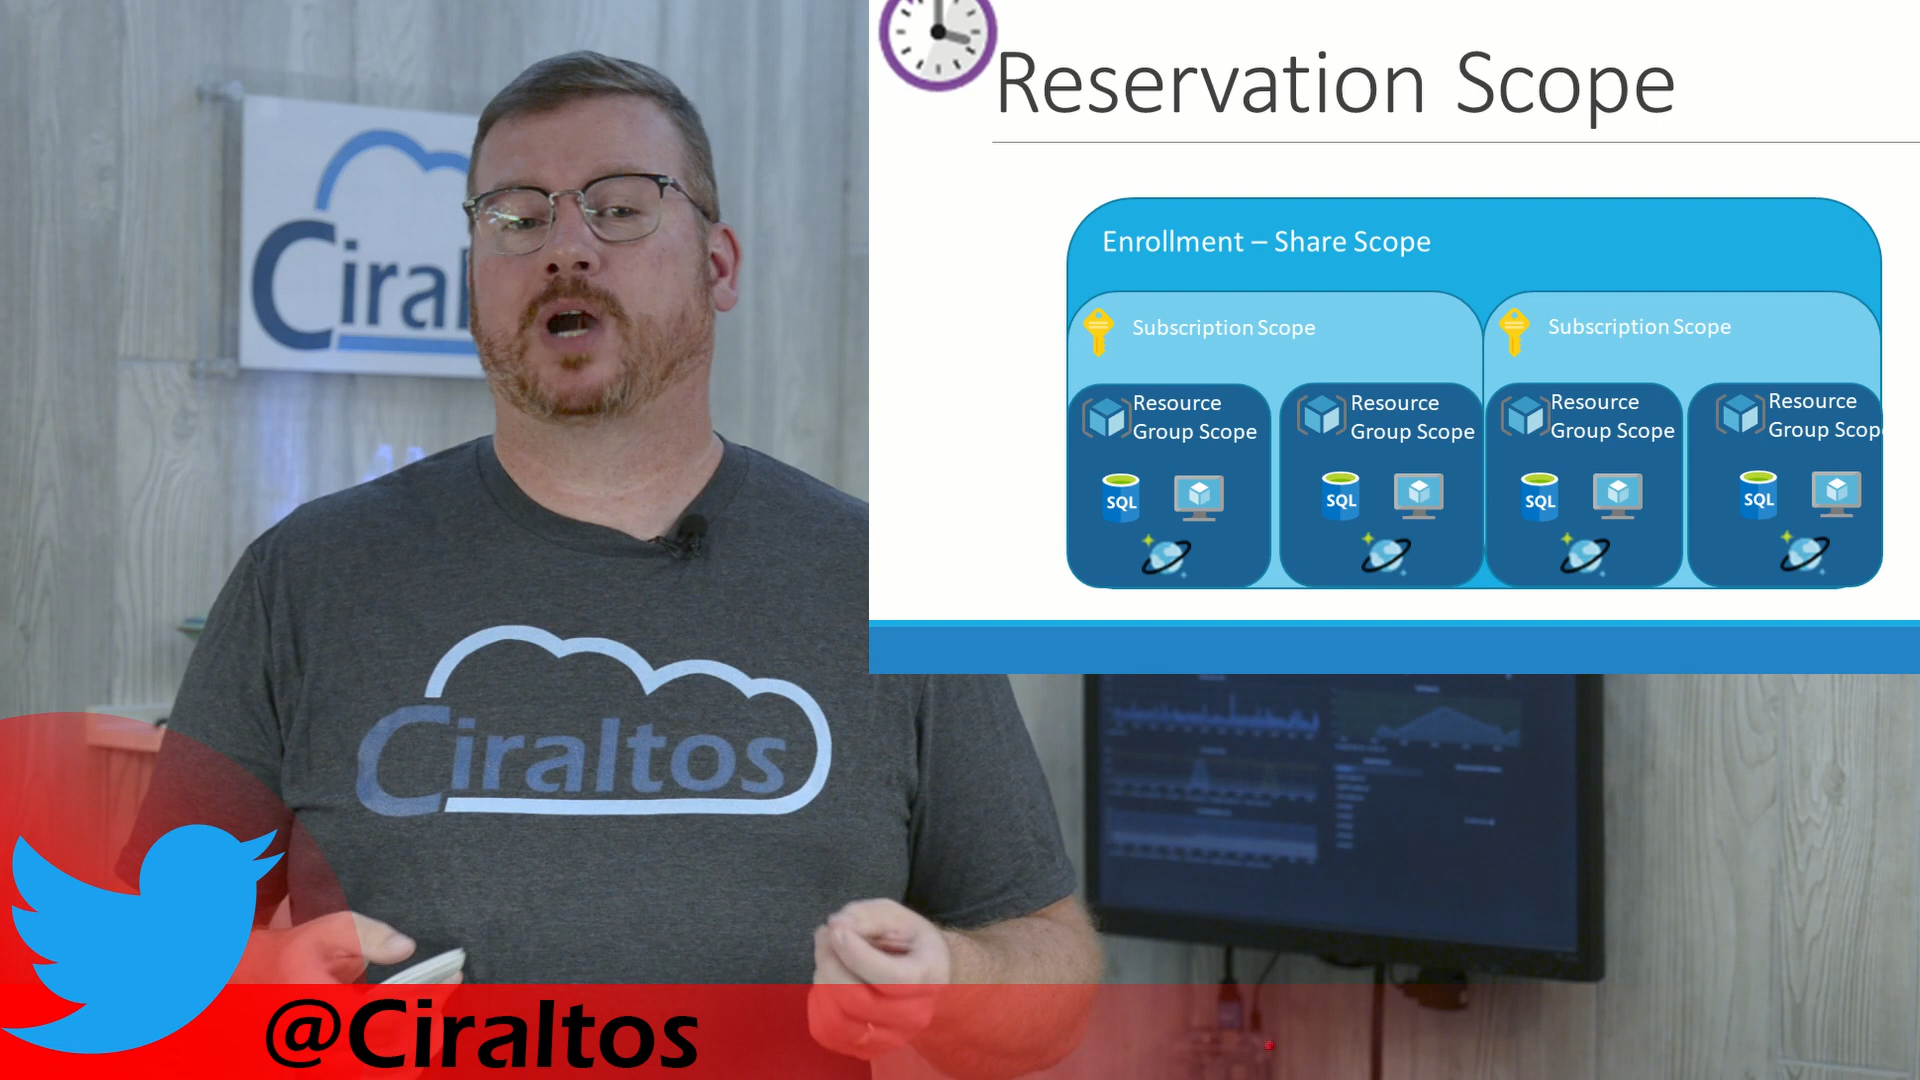 Reservation Scope
Enrollment – Share Scope
Subscription Scope
Subscription Scope
Resource
Group Scope
Resource
Group Scope
Resource
Group Scope
Resource
Group Scop
SQL
SQL
SQL
SQL
Ciral
Ciraltos
@Ciraltos